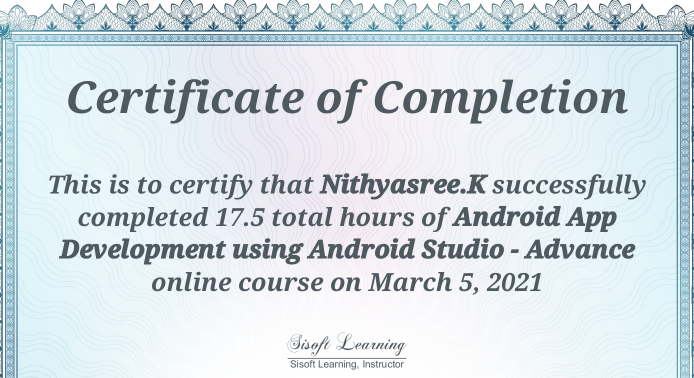 Certificate of Completion
This is to certify that Nithyasree.K successfully
completed 17.5 total hours of Android App
Development using Android Studio - Advance
online course on March 5, 2021
Sisoft Learning
Sisoft Learning, Instructor